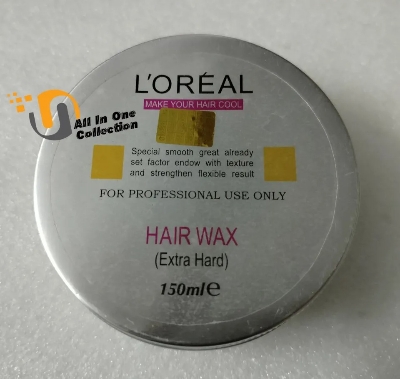 All In One
Collection
L'ORÉAL
MAKE YOUR HAIR COOL
Special smooth great already
set factor endow with texture
and strengthen flexible result
FOR PROFESSIONAL USE ONLY
HAIR WAX
(Extra Hard)
150ml℮